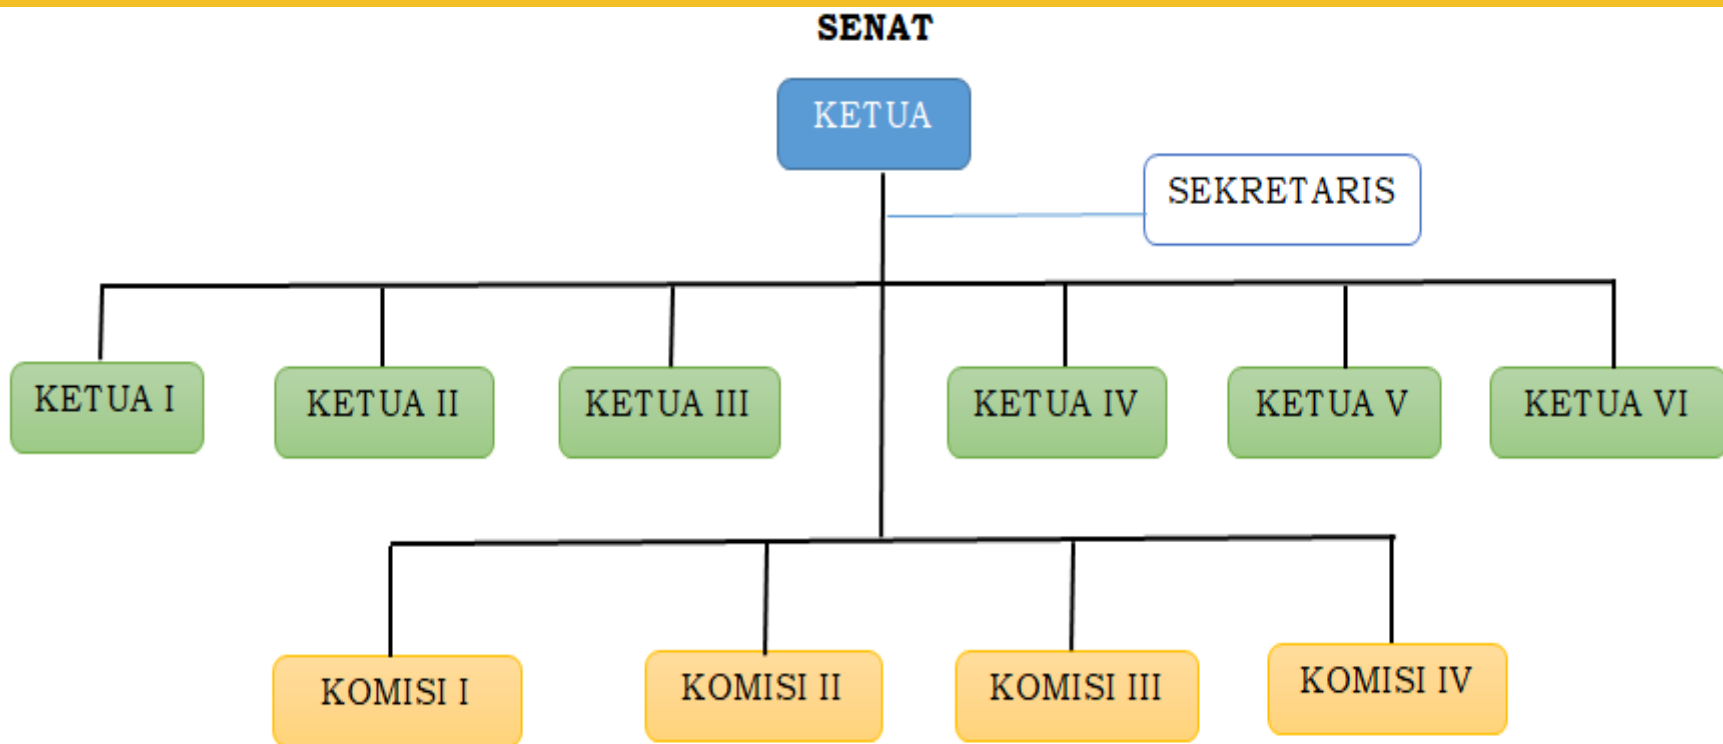 SENAT
KETUA
SEKRETARIS
KETUA I
KETUA II
KETUA III
KETUA IV
KETUA V
KETUA VI
KOMISI I
KOMISI II
KOMISI III
KOMISI IV